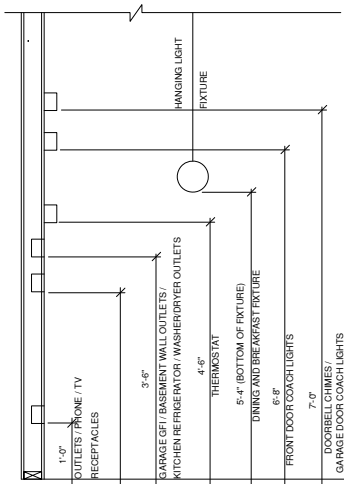 HANGING LIGHT
FIXTURE
1'-0"
OUTLETS / PHONE / TV
RECEPTACLES
3'-6"
GARAGE GFI / BASEMENT WALL OUTLETS /
KITCHEN REFRIGERATOR / WASHER/DRYER OUTLETS
4'-6"
THERMOSTAT
5'-4" (BOTTOM OF FIXTURE)
DINING AND BREAKFAST FIXTURE
6'-8"
FRONT DOOR COACH LIGHTS
7'-0"
DOORBELL CHIMES /
GARAGE DOOR COACH LIGHTS